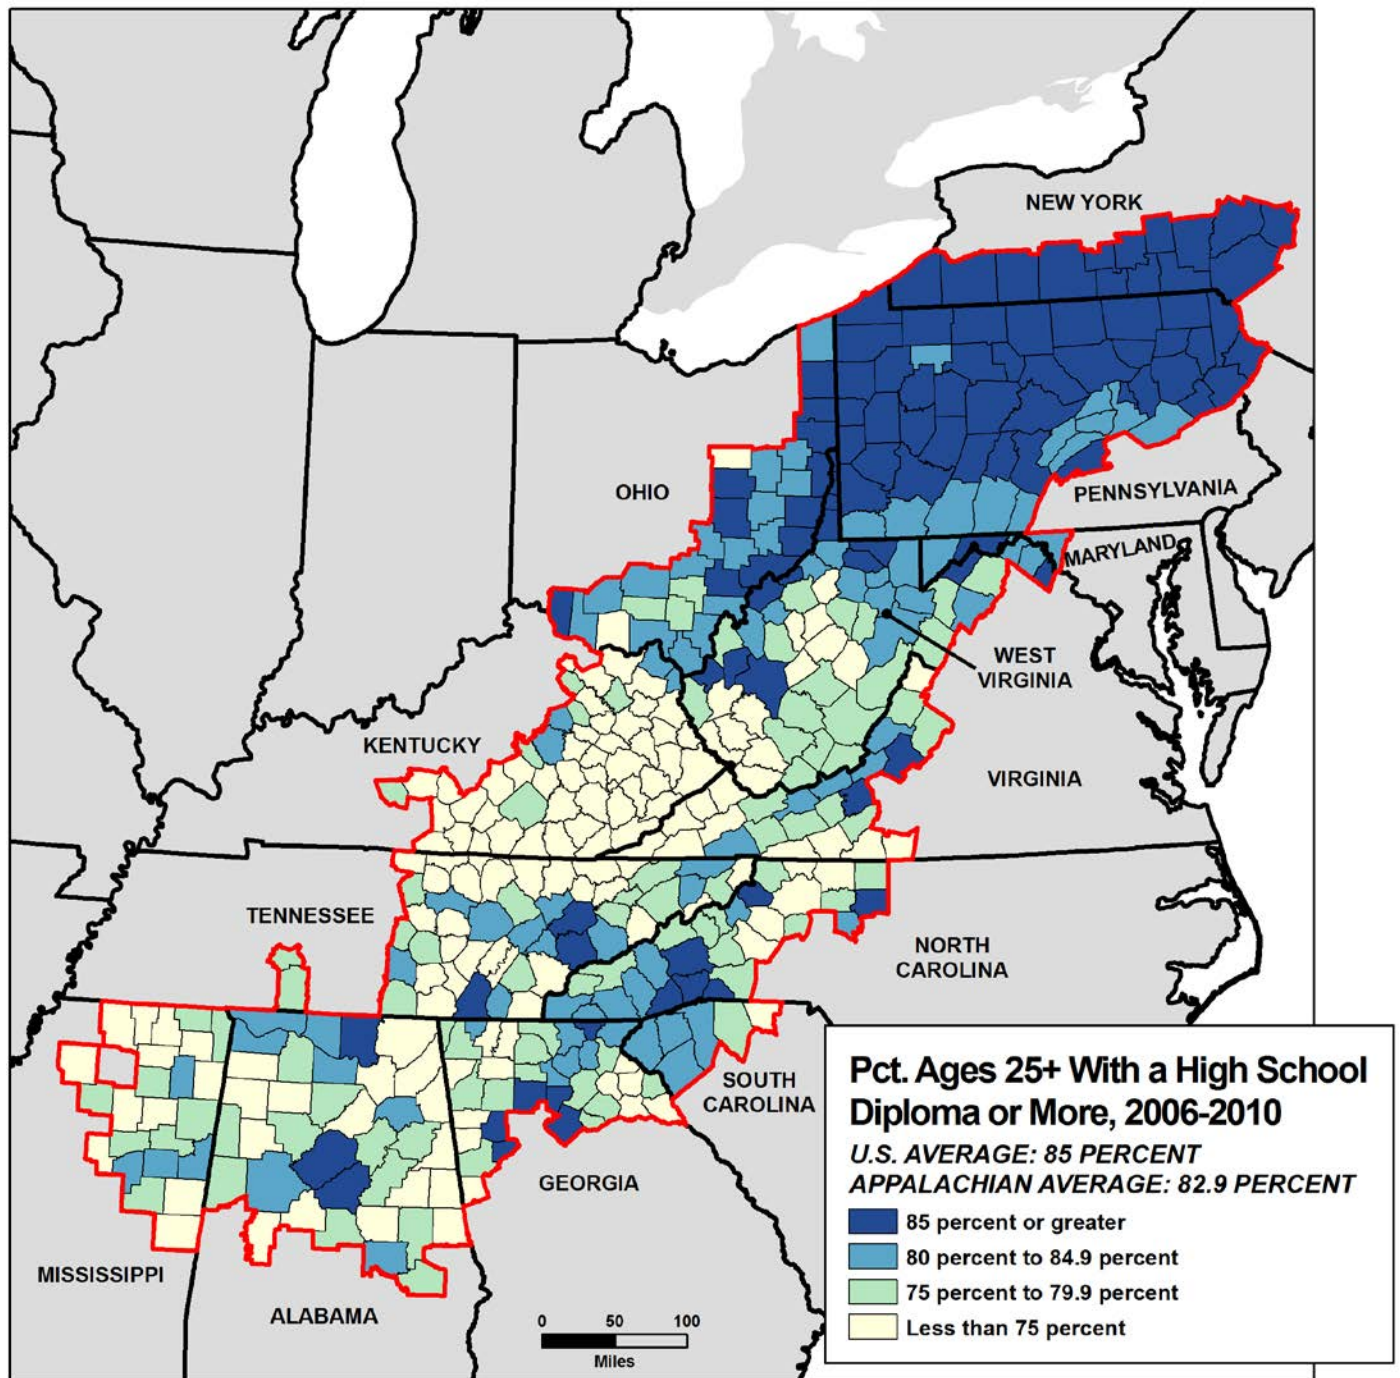 NEW YORK
OHIO
PENNSYLVANIA
MARYLAND
WEST
VIRGINIA
KENTUCKY
VIRGINIA
TENNESSEE
NORTH
CAROLINA
SOUTH
CAROLINA
GEORGIA
MISSISSIPPI
ALABAMA
0 50 100
Miles
Pct. Ages 25+ With a High School
Diploma or More, 2006-2010
U.S. AVERAGE: 85 PERCENT
APPALACHIAN AVERAGE: 82.9 PERCENT
85 percent or greater
80 percent to 84.9 percent
75 percent to 79.9 percent
Less than 75 percent